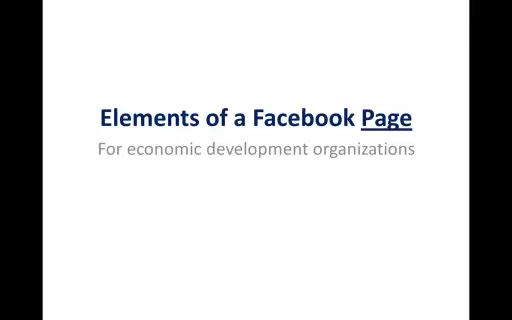 Elements of a Facebook Page
For economic development organizations